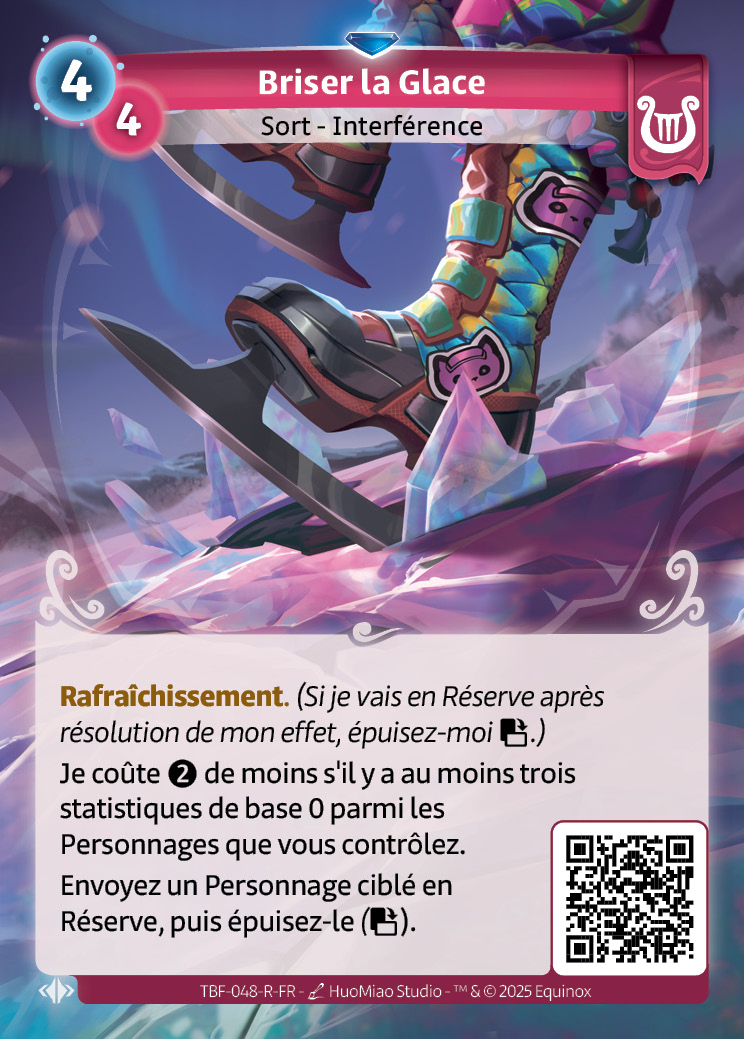 4
Briser la Glace
4
Sort - Interférence
Rafraîchissement. (Si je vais en Réserve après
résolution de mon effet, épuisez-moi .)
Je coûte 2 de moins s'il y a au moins trois
statistiques de base 0 parmi les
Personnages que vous contrôlez.
Envoyez un Personnage ciblé en
Réserve, puis épuisez-le ().
TBF-048-R-FR - HuoMiao Studio - ™ & © 2025 Equinox